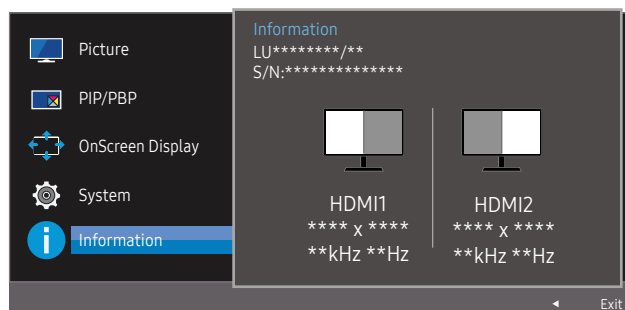 Picture
PIP/PBP
OnScreen Display
System
Information
Information
LU********/**
S/N:**************
HDMI1
**** x ****
**kHz **Hz
HDMI2
**** x ****
**kHz **Hz
Exit